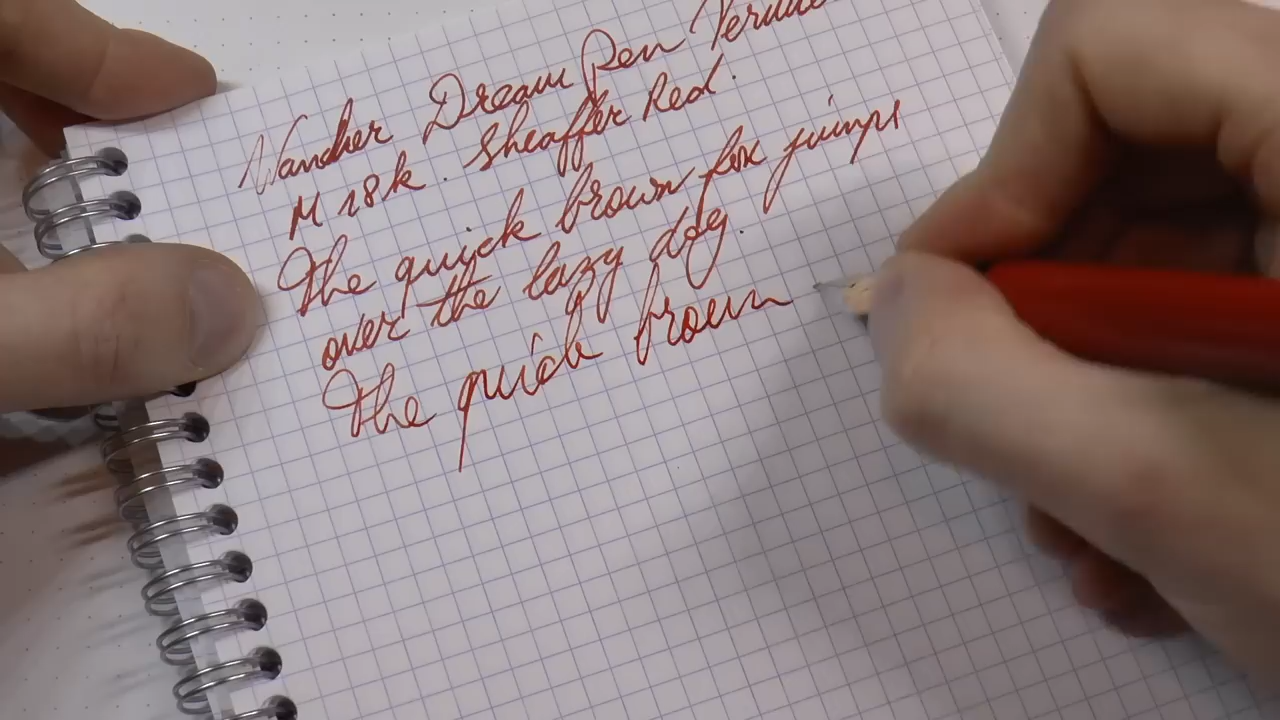 Wancher Dream Pen
M 18k. Sheaffer Red.
The quick brown fox jumps
over the lazy dog.
The quick brown